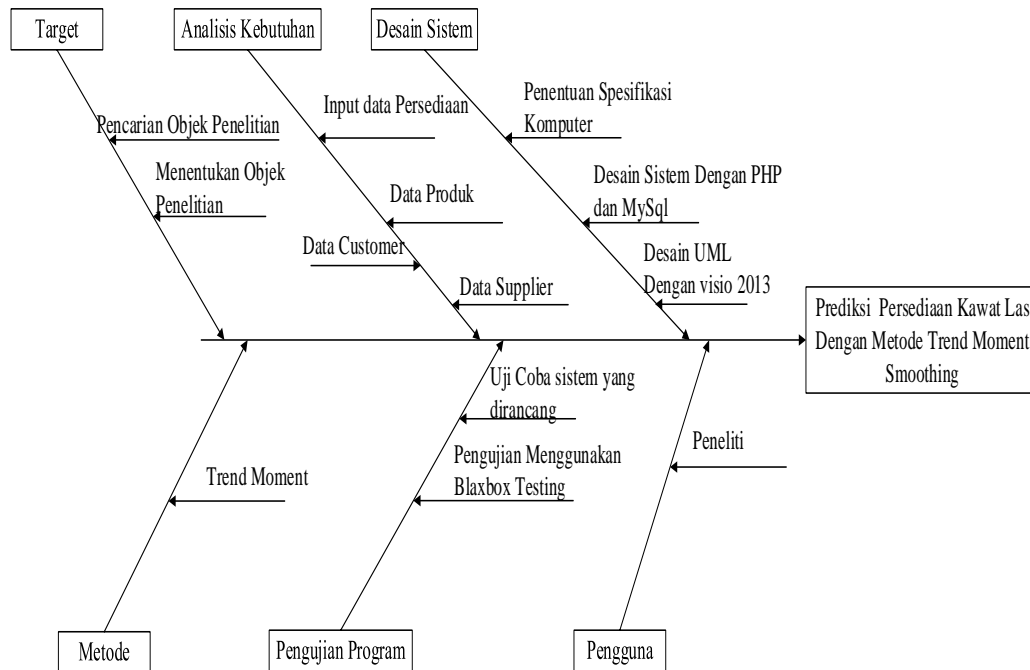 Target
Analisis Kebutuhan
Desain Sistem
Pencarian Objek Penelitian
Menentukan Objek
Penelitian
Input data Persediaan
Data Produk
Data Customer
Data Supplier
Penentuan Spesifikasi
Komputer
Desain Sistem Dengan PHP
dan MySql
Desain UML
Dengan visio 2013
Prediksi Persediaan Kawat Las
Dengan Metode Trend Moment
Smoothing
Trend Moment
Uji Coba sistem yang
dirancang
Pengujian Menggunakan
Blaxbox Testing
Peneliti
Metode
Pengujian Program
Pengguna